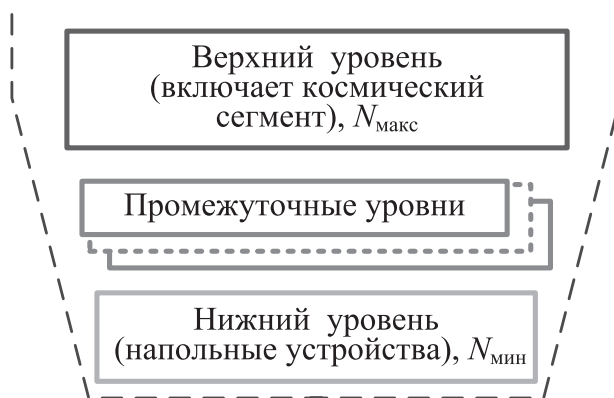 Верхний уровень
(включает космический
сегмент), Nмакс
Промежуточные уровни
Нижний уровень
(напольные устройства), Nмин